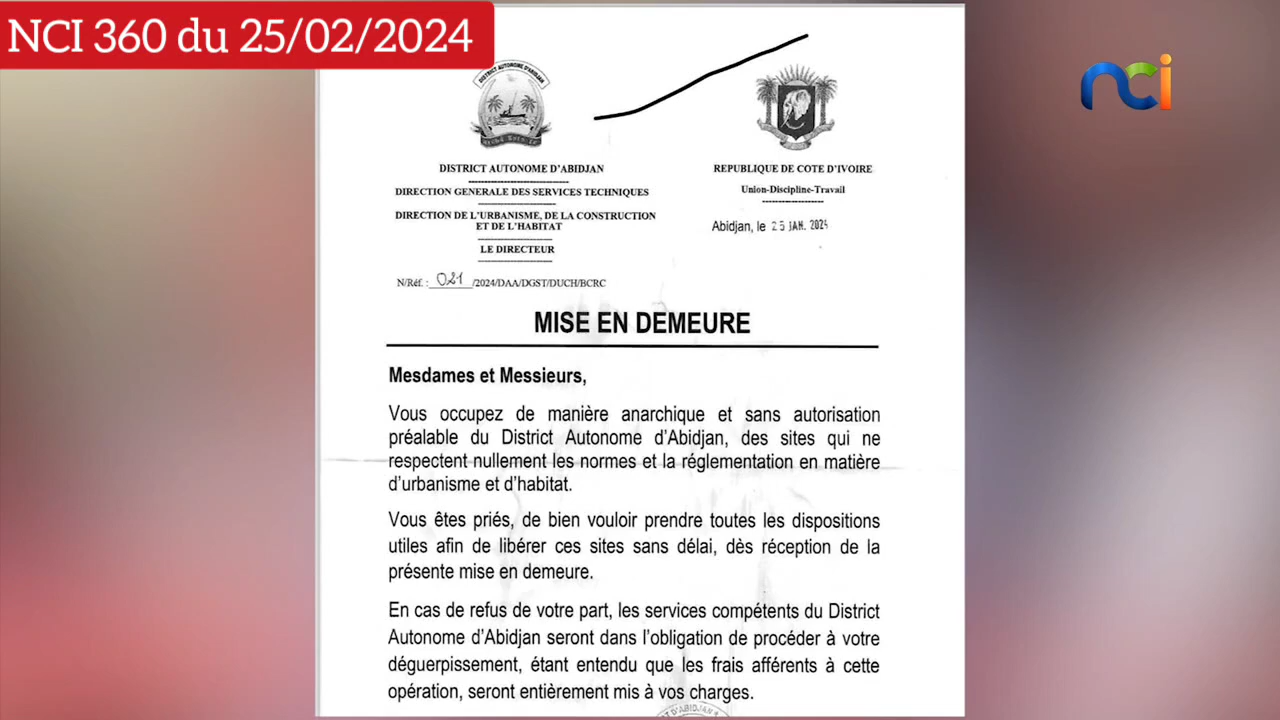 NCI 360 du 25/02/2024
nci
DISTRICT AUTONOME D'ABIDJAN
DISTRICT AUTONOME D'ABIDJAN
DIRECTION GENERALE DES SERVICES TECHNIQUES
DIRECTION DE L'URBANISME, DE LA CONSTRUCTION
ET DE L'HABITAT
LE DIRECTEUR
N/Réf. : 021 /2024/DAA/DGST/DUCH/BCRC
REPUBLIQUE DE COTE D'IVOIRE
Union-Discipline-Travail
Abidjan, le 25 JAN. 2024
MISE EN DEMEURE
Mesdames et Messieurs,
Vous occupez de manière anarchique et sans autorisation
préalable du District Autonome d'Abidjan, des sites qui ne
respectent nullement les normes et la réglementation en matière
d'urbanisme et d'habitat.
Vous êtes priés, de bien vouloir prendre toutes les dispositions
utiles afin de libérer ces sites sans délai, dès réception de la
présente mise en demeure.
En cas de refus de votre part, les services compétents du District
Autonome d'Abidjan seront dans l'obligation de procéder à votre
déguerpissement, étant entendu que les frais afférents à cette
opération, seront entièrement mis à vos charges.